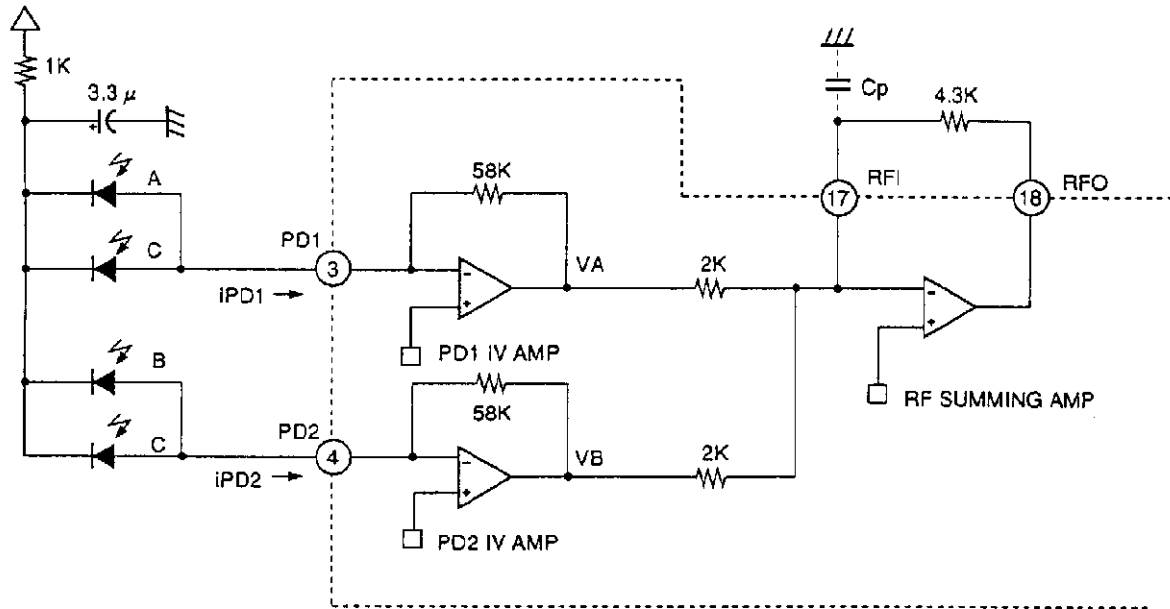 1K
3.3 μ
Cp
4.3K
A
58K
17
RFI
18
RFO
C
PD1
3
iPD1 →
VA
2K
PD1 IV AMP
B
58K
RF SUMMING AMP
C
PD2
4
iPD2 →
VB
2K
PD2 IV AMP